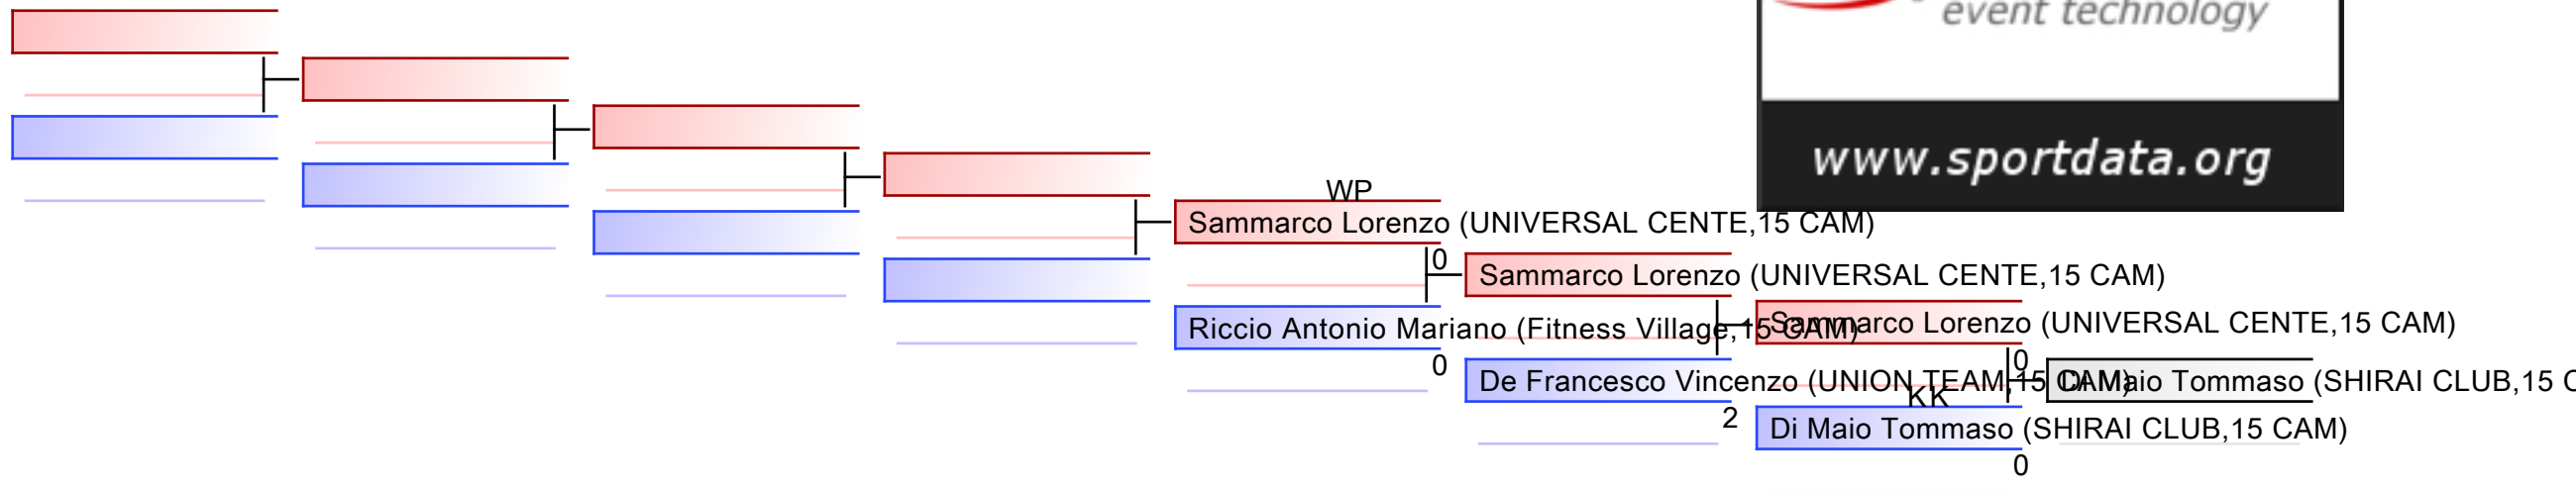 event technology
www.sportdata.org
WP
Sammarco Lorenzo (UNIVERSAL CENTE,15 CAM)
0
Sammarco Lorenzo (UNIVERSAL CENTE,15 CAM)
Riccio Antonio Mariano (Fitness Village,15 CAM)
Sammarco Lorenzo (UNIVERSAL CENTE,15 CAM)
0
0
De Francesco Vincenzo (UNION TEAM,15 CAM)
Di Maio Tommaso (SHIRAI CLUB,15 C
KK
2
Di Maio Tommaso (SHIRAI CLUB,15 CAM)
0